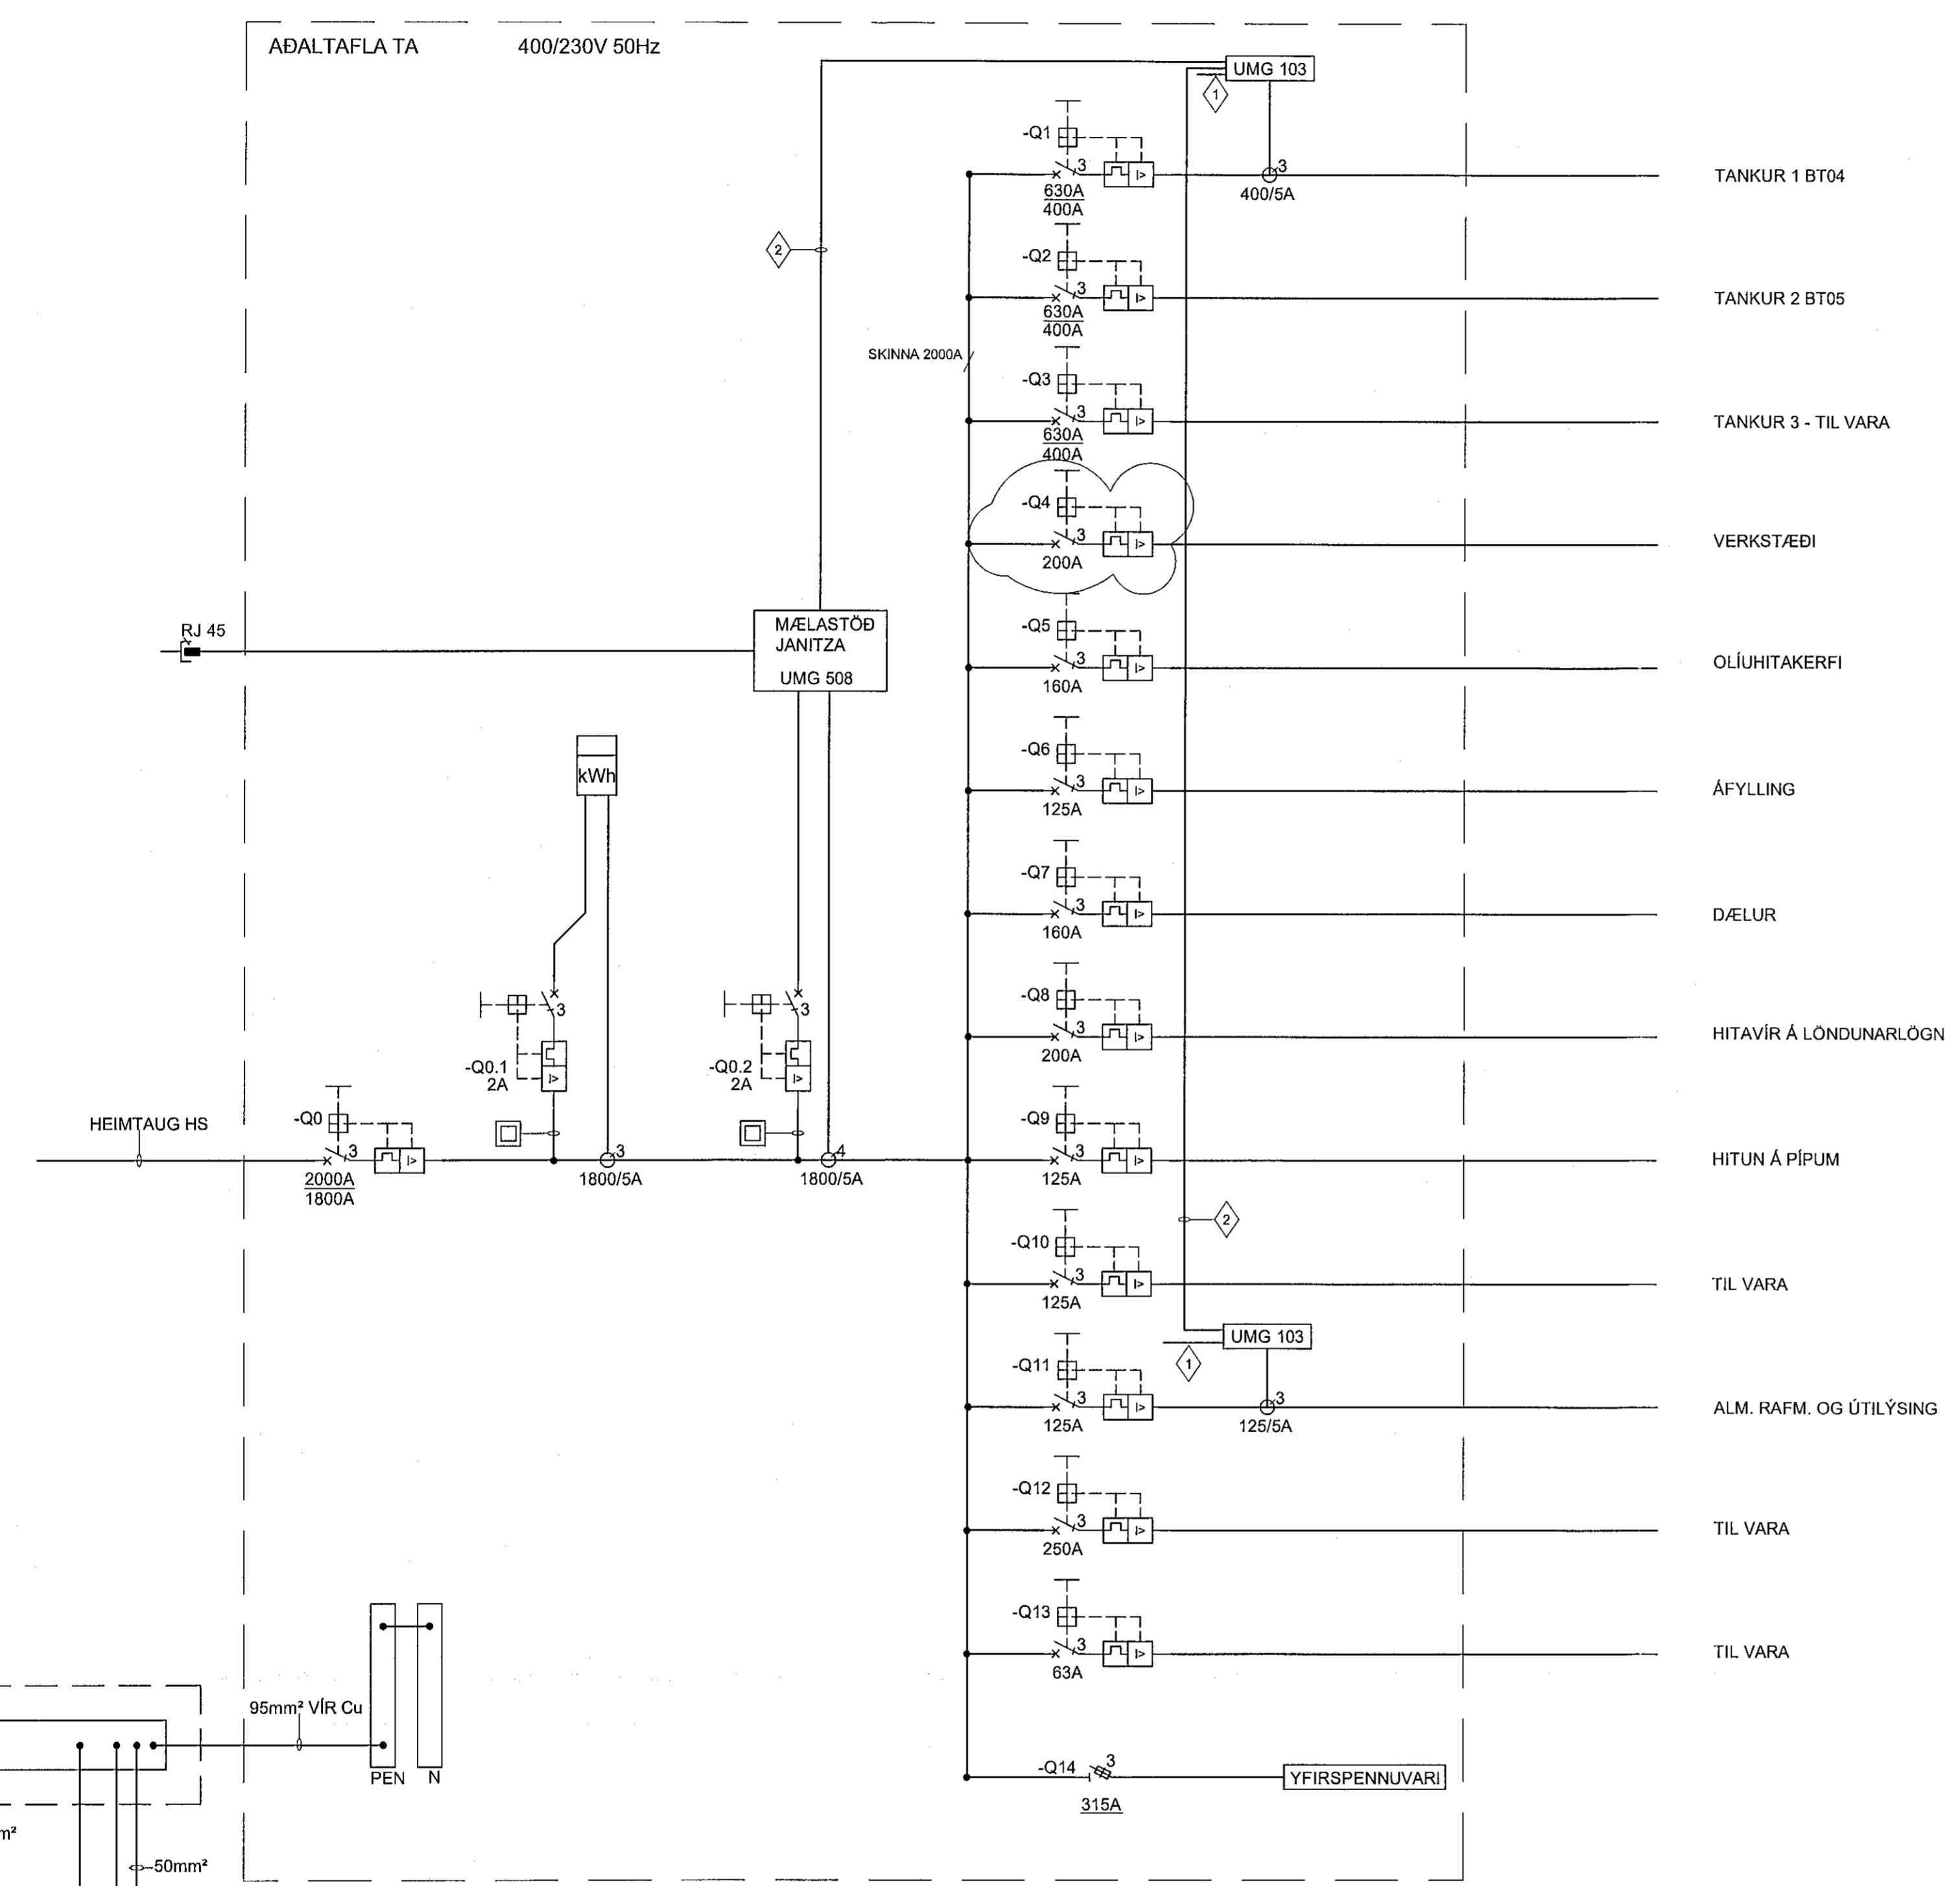 AÐALTAFLA TA 400/230V 50Hz
UMG 103
1
-Q1
3
630A
400A
3
400/5A
TANKUR 1 BT04
2
-Q2
3
630A
400A
TANKUR 2 BT05
SKINNA 2000A
-Q3
3
630A
400A
TANKUR 3 - TIL VARA
-Q4
3
200A
VERKSTÆÐI
RJ 45
MÆLASTÖÐ
JANITZA
UMG 508
-Q5
3
160A
OLÍUHITAKERFI
kWh
-Q6
3
125A
ÁFYLLING
-Q7
3
160A
DÆLUR
-Q8
3
200A
HITAVÍR Á LÖNDUNARLÖGN
3
-Q0.1
2A
3
-Q0.2
2A
HEIMTAUG HS
-Q0
3
2000A
1800A
3
1800/5A
4
1800/5A
-Q9
3
125A
HITUN Á PÍPUM
2
-Q10
3
125A
TIL VARA
UMG 103
1
-Q11
3
125A
3
125/5A
ALM. RAFM. OG ÚTILÝSING
-Q12
3
250A
TIL VARA
-Q13
3
63A
TIL VARA
95mm² VÍR Cu
PEN N
-Q14
3
315A
YFIRSPENNUVARI
m²
50mm²